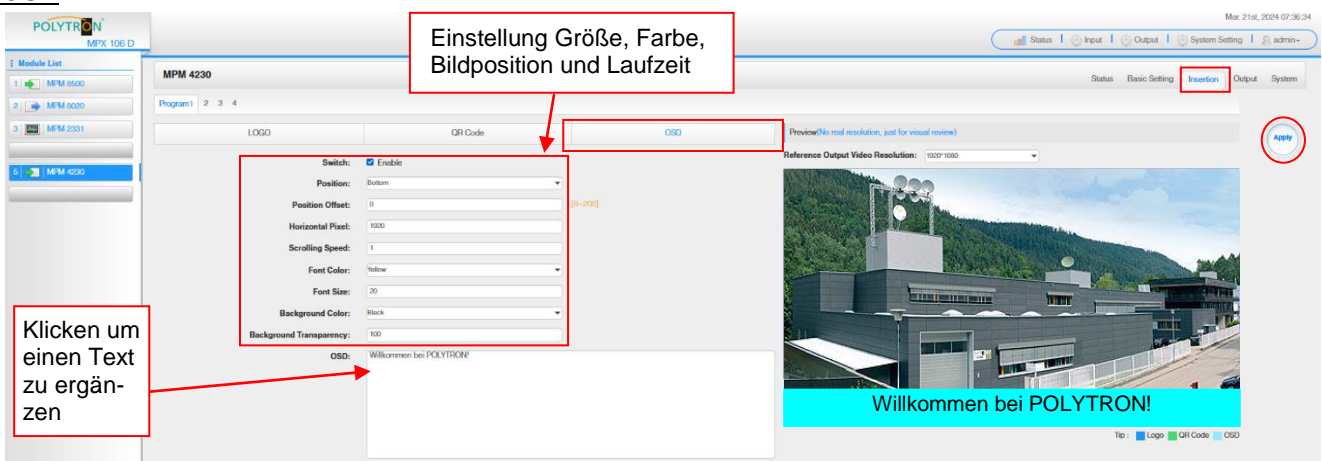 Mar. 21st, 2024 07:36:34
POLYTRON
MPX 106 D
Status | Input | Output | System Setting | admin
Einstellung Größe, Farbe,
Bildposition und Laufzeit
Module List
1 MPM 8500
2 MPM 8020
3 MPM 2331
5 MPM 4230
MPM 4230
Status Basic Setting Insertion Output System
Program1 2 3 4
LOGO QR Code OSD
Preview(No real resolution, just for visual review)
Apply
Reference Output Video Resolution: 1920*1080
Switch: Enable
Position: Bottom
Position Offset: 0 [0~200]
Horizontal Pixel: 1920
Scrolling Speed: 1
Font Color: Yellow
Font Size: 20
Background Color: Black
Background Transparency: 100
OSD: Willkommen bei POLYTRON!
Klicken um
einen Text
zu ergän-
zen
Willkommen bei POLYTRON!
Tip : Logo QR Code OSD